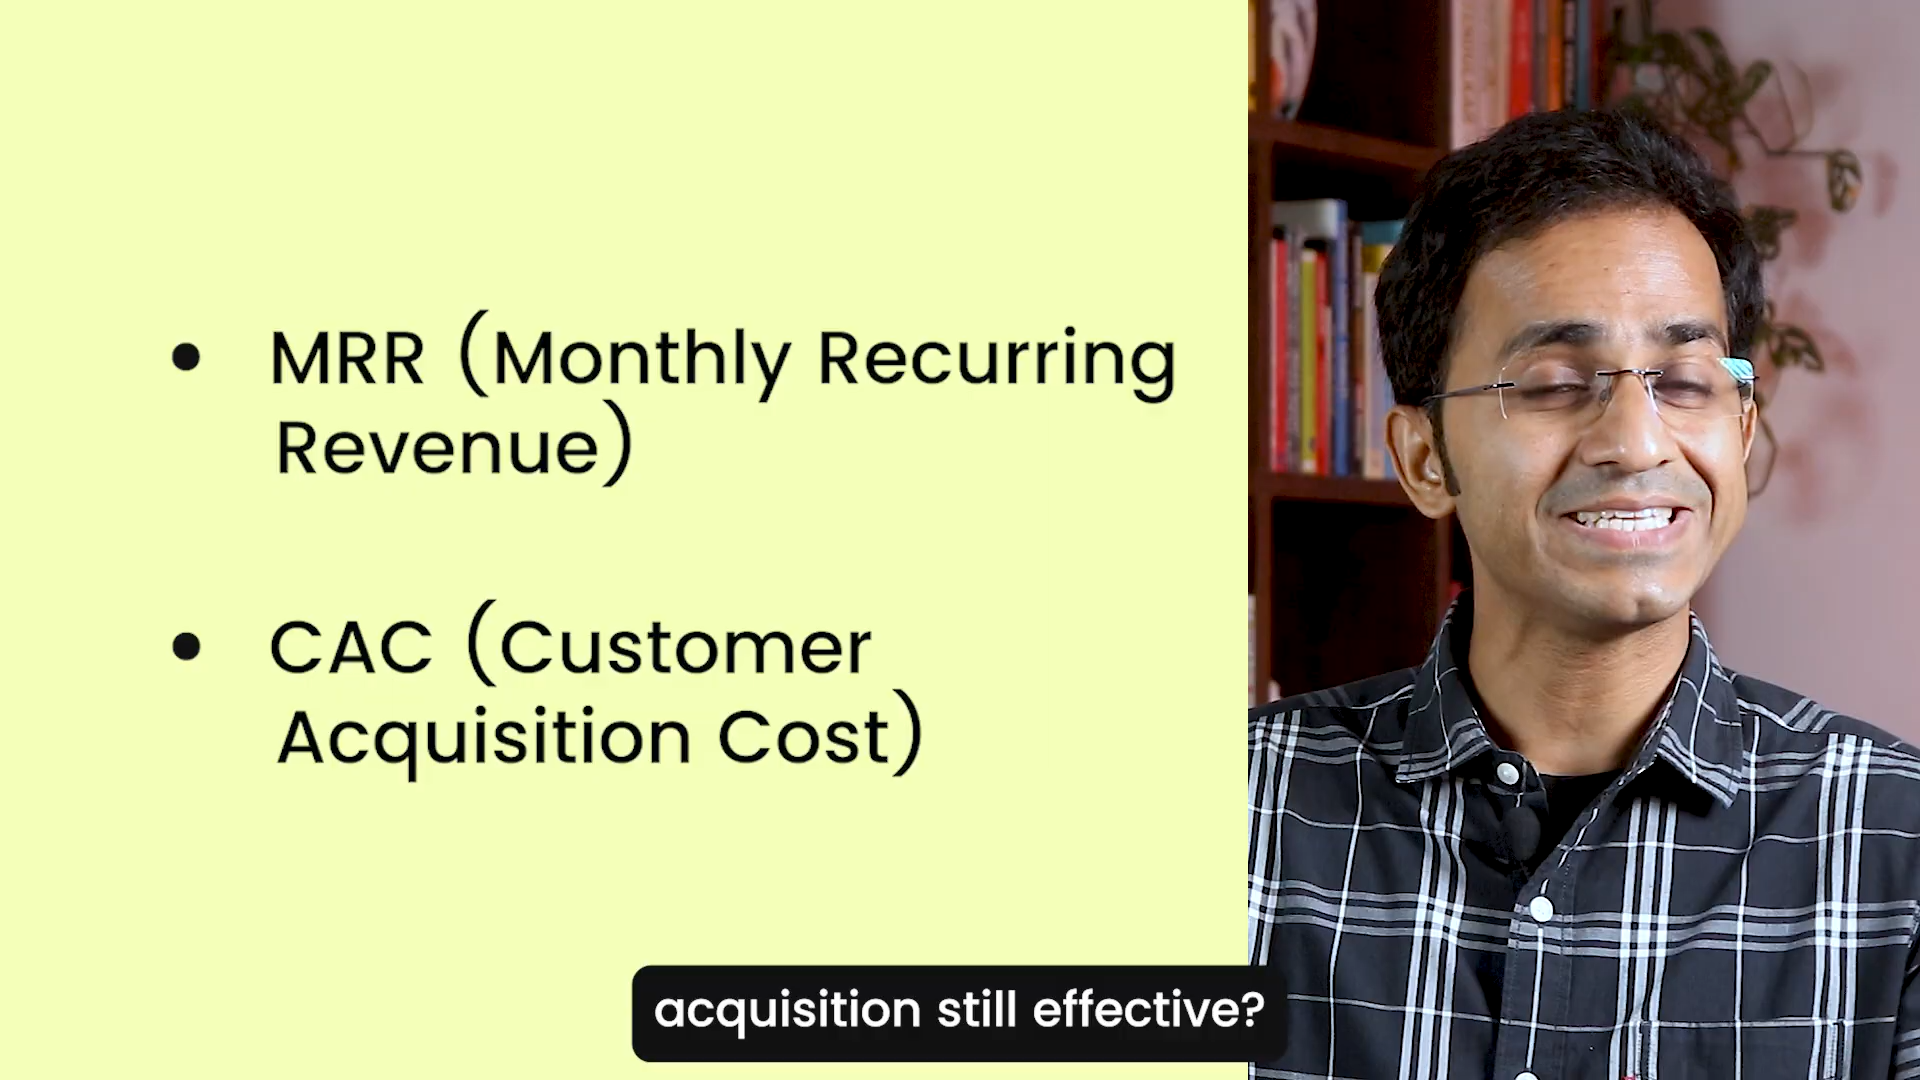 • MRR (Monthly Recurring
Revenue)
• CAC (Customer
Acquisition Cost)
acquisition still effective?